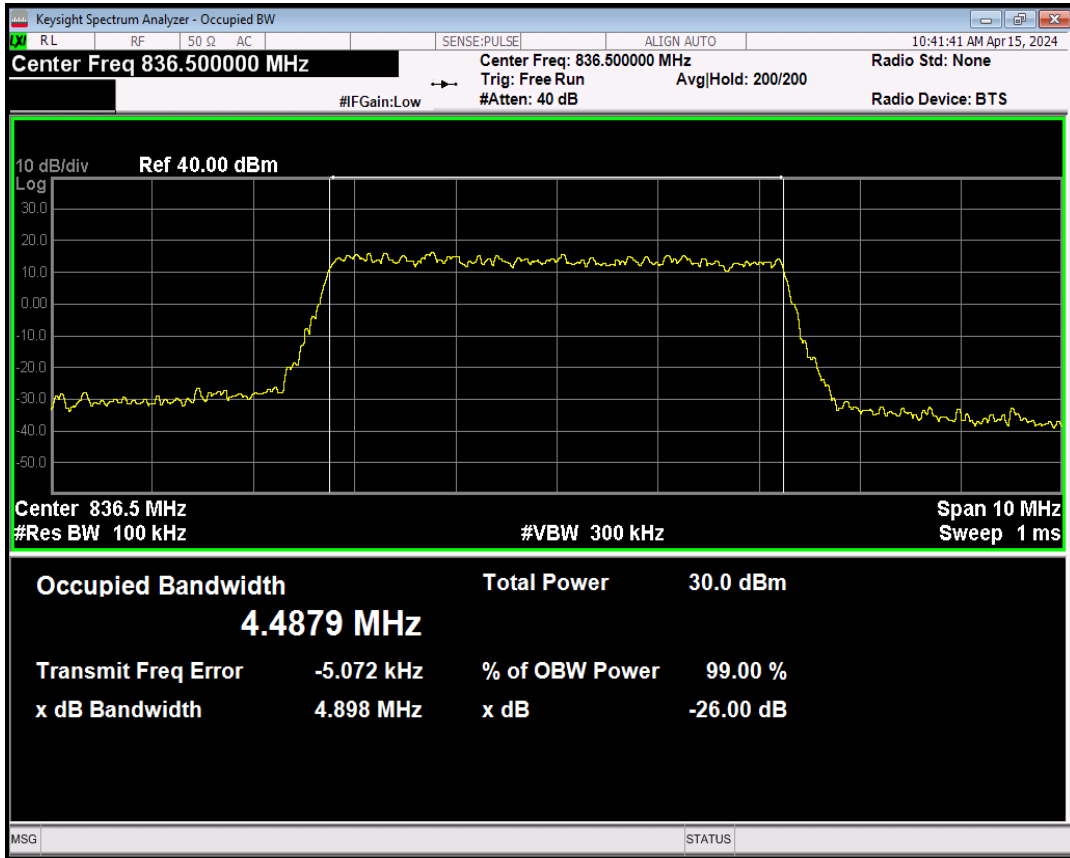 Keysight Spectrum Analyzer - Occupied BW
LXI RL RF 50 Ω AC SENSE:PULSE ALIGN AUTO 10:41:41 AM Apr 15, 2024
Center Freq 836.500000 MHz Center Freq: 836.500000 MHz Radio Std: None
Trig: Free Run Avg|Hold: 200/200
#IFGain:Low #Atten: 40 dB Radio Device: BTS
10 dB/div Ref 40.00 dBm
Log
30.0
20.0
10.0
0.00
-10.0
-20.0
-30.0
-40.0
-50.0
Center 836.5 MHz Span 10 MHz
#Res BW 100 kHz #VBW 300 kHz Sweep 1 ms
Occupied Bandwidth Total Power 30.0 dBm
4.4879 MHz
Transmit Freq Error -5.072 kHz % of OBW Power 99.00 %
x dB Bandwidth 4.898 MHz x dB -26.00 dB
MSG STATUS